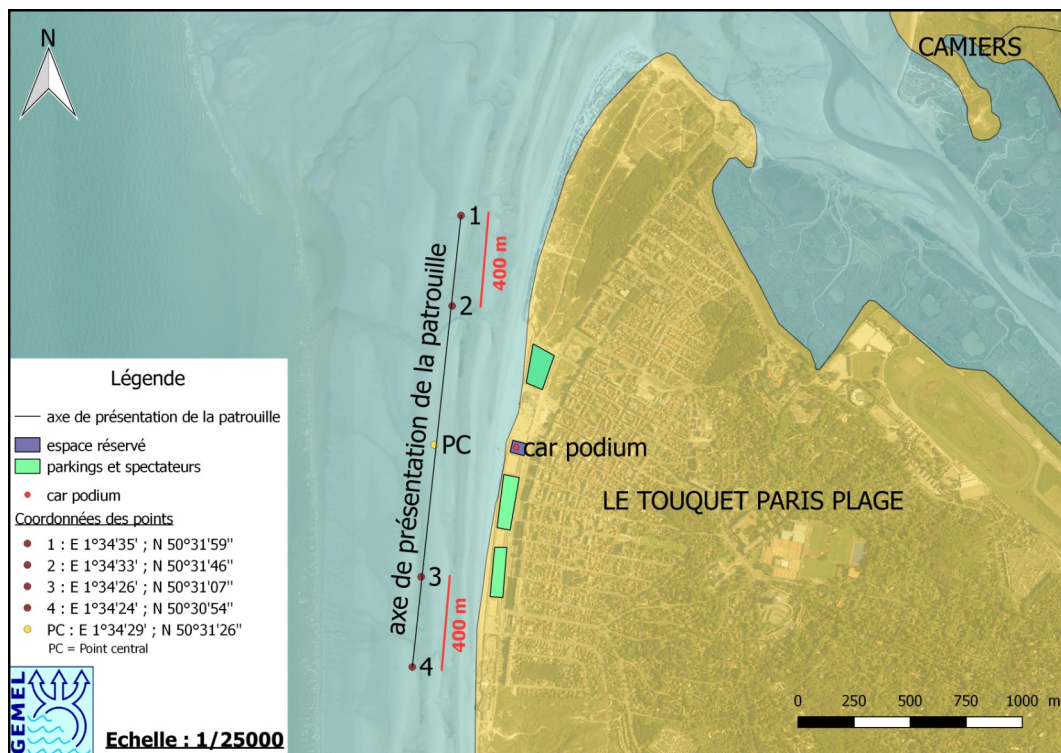 N
CAMIERS
1
400 m
2
axe de présentation de la patrouille
PC
car podium
LE TOUQUET PARIS PLAGE
3
400 m
4
Légende
axe de présentation de la patrouille
espace réservé
parkings et spectateurs
car podium
Coordonnées des points
1 : E 1°34'35' ; N 50°31'59"
2 : E 1°34'33' ; N 50°31'46"
3 : E 1°34'26' ; N 50°31'07"
4 : E 1°34'24' ; N 50°30'54"
PC : E 1°34'29' ; N 50°31'26"
PC = Point central
GEMEL
Echelle : 1/25000
0 250 500 750 1000 m